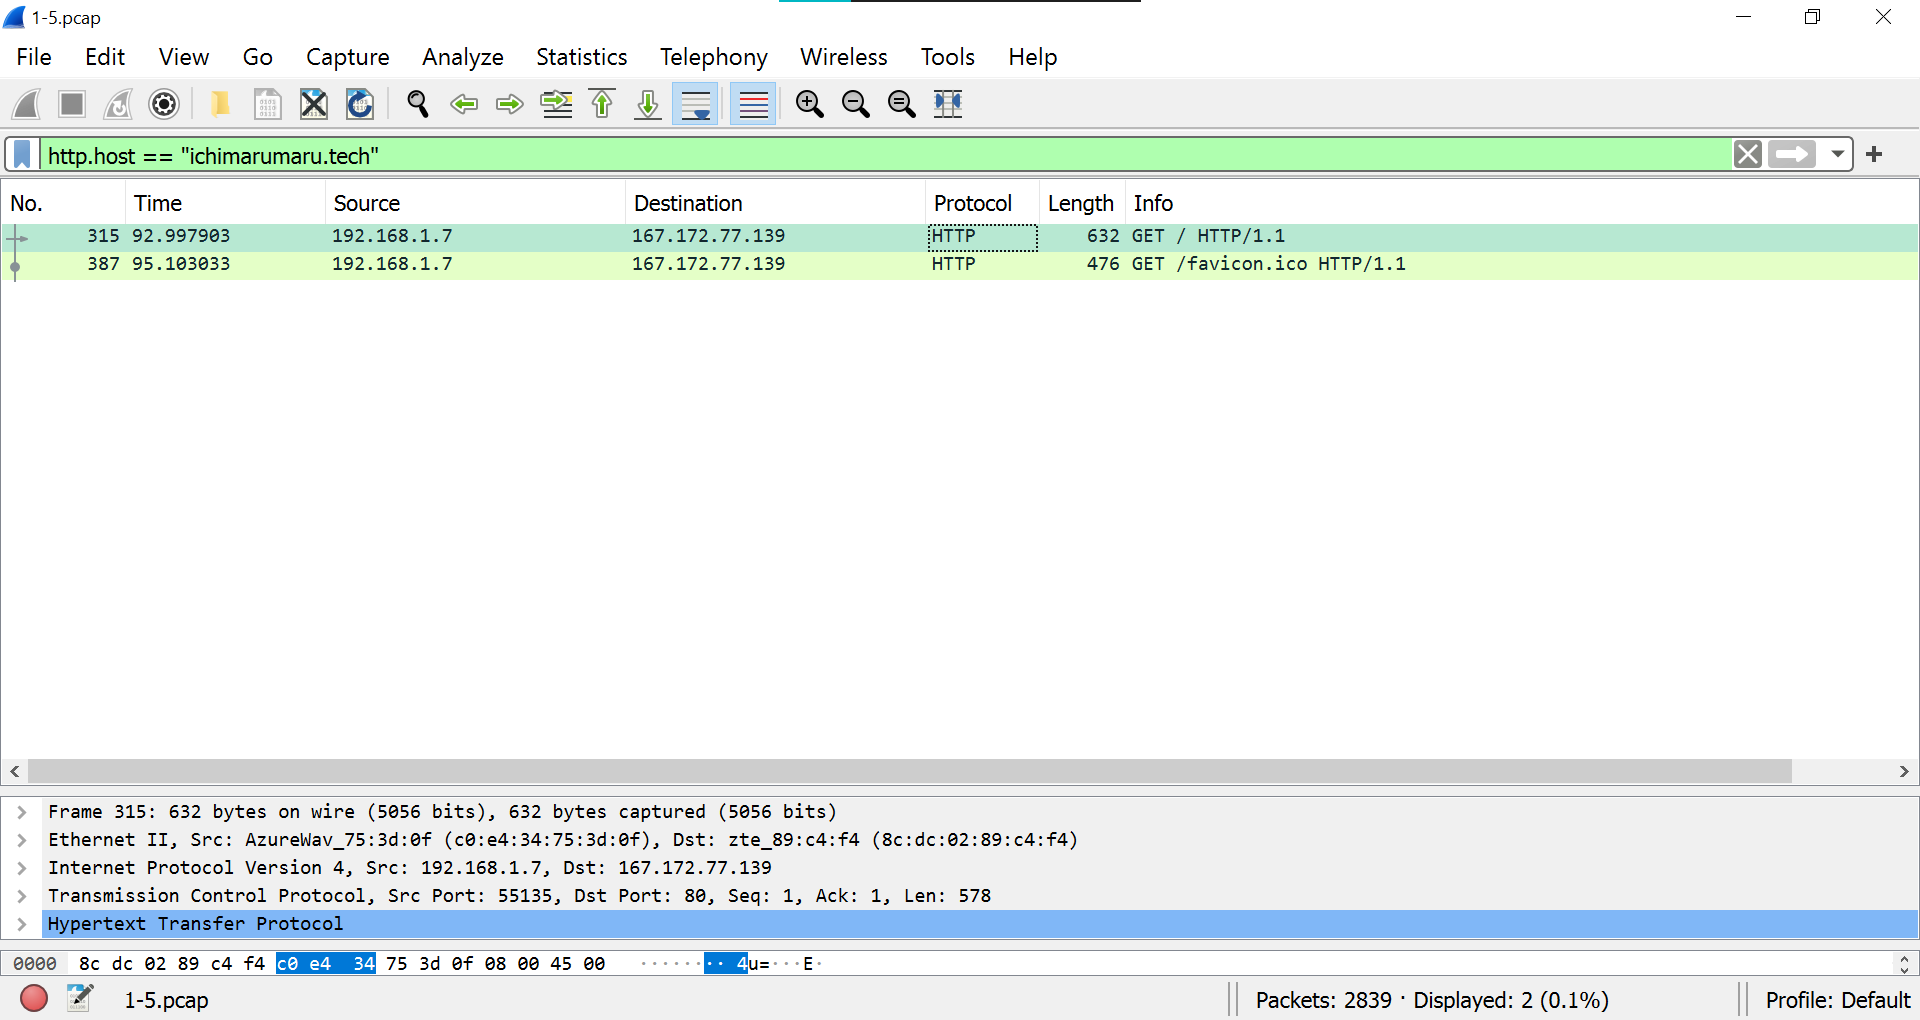 1-5.pcap
File Edit View Go Capture Analyze Statistics Telephony Wireless Tools Help
http.host == "ichimarumaru.tech"
No. Time Source Destination Protocol Length Info
315 92.997903 192.168.1.7 167.172.77.139 HTTP 632 GET / HTTP/1.1
387 95.103033 192.168.1.7 167.172.77.139 HTTP 476 GET /favicon.ico HTTP/1.1
Frame 315: 632 bytes on wire (5056 bits), 632 bytes captured (5056 bits)
Ethernet II, Src: AzureWav_75:3d:0f (c0:e4:34:75:3d:0f), Dst: zte_89:c4:f4 (8c:dc:02:89:c4:f4)
Internet Protocol Version 4, Src: 192.168.1.7, Dst: 167.172.77.139
Transmission Control Protocol, Src Port: 55135, Dst Port: 80, Seq: 1, Ack: 1, Len: 578
Hypertext Transfer Protocol
0000 8c dc 02 89 c4 f4 c0 e4 34 75 3d 0f 08 00 45 00 ········4u=···E·
1-5.pcap Packets: 2839 · Displayed: 2 (0.1%) Profile: Default